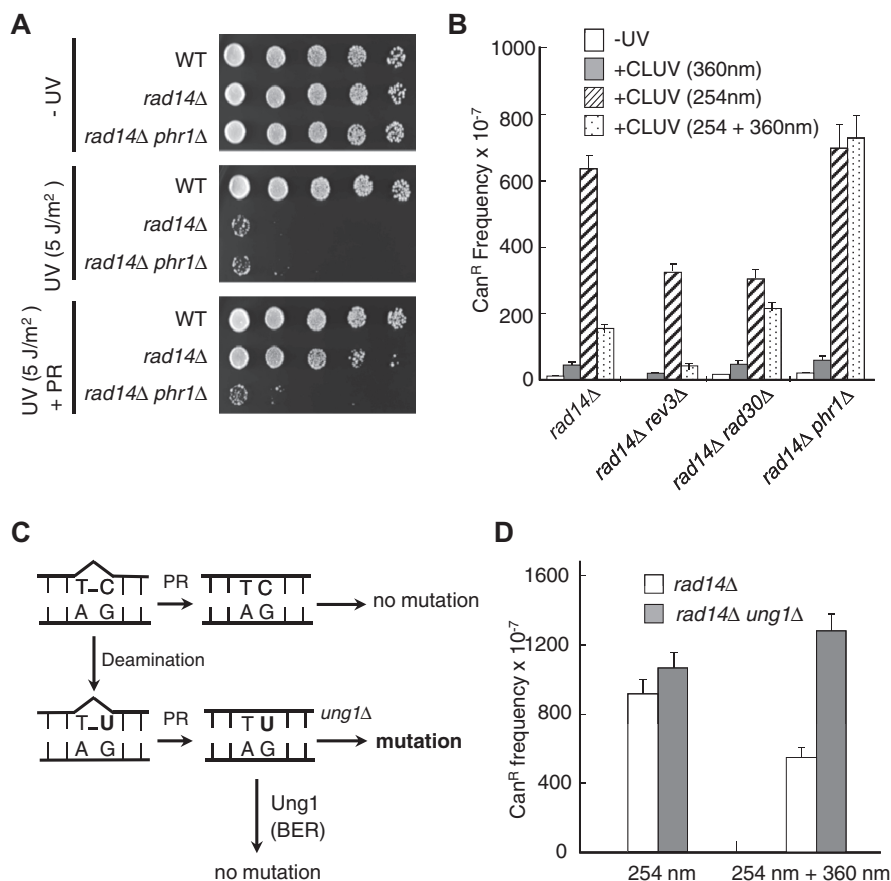 A
- UV
WT
rad14Δ
rad14Δ phr1Δ
UV (5 J/m²)
WT
rad14Δ
rad14Δ phr1Δ
UV (5 J/m²)
+ PR
WT
rad14Δ
rad14Δ phr1Δ
B
Can^R Frequency x 10^-7
1000
800
600
400
200
0
-UV
+CLUV (360nm)
+CLUV (254nm)
+CLUV (254 + 360nm)
rad14Δ
rad14Δ rev3Δ
rad14Δ rad30Δ
rad14Δ phr1Δ
C
T-C
A G
PR
T C
A G
no mutation
Deamination
T-U
A G
PR
T U
A G
ung1Δ
mutation
Ung1
(BER)
no mutation
D
Can^R frequency x 10^-7
1600
1200
800
400
0
rad14Δ
rad14Δ ung1Δ
254 nm
254 nm + 360 nm